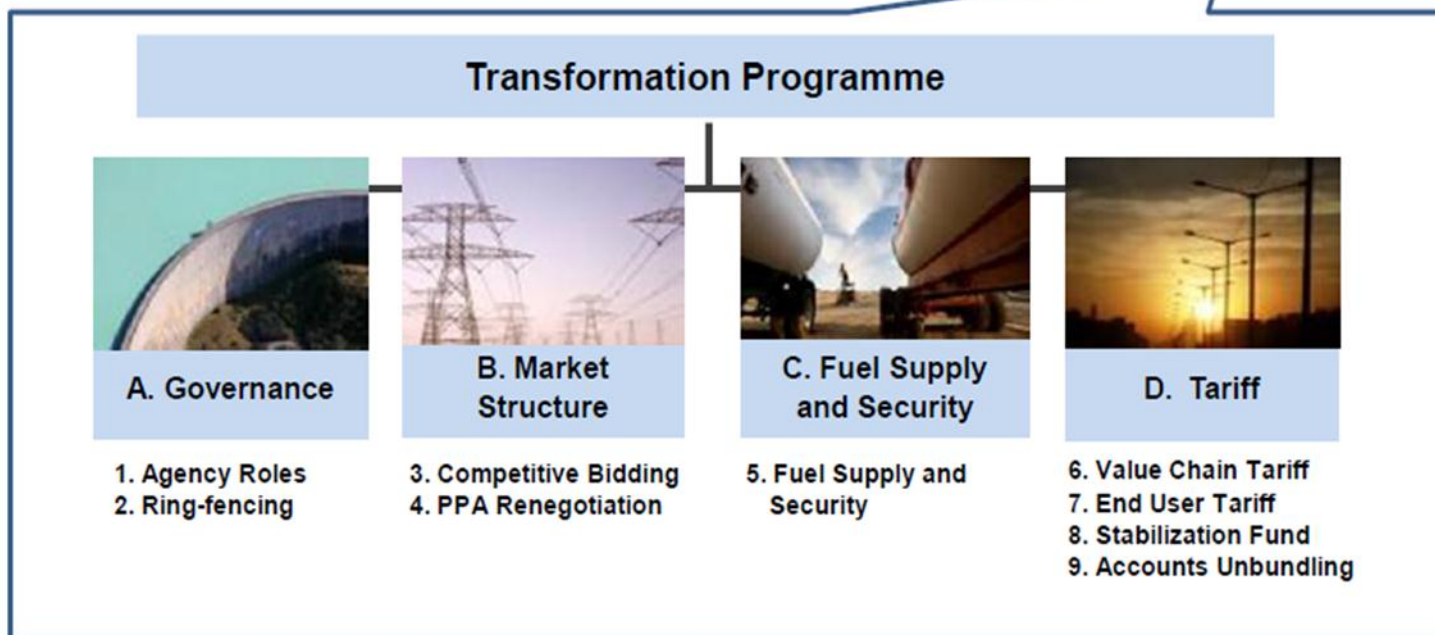 Transformation Programme
A. Governance
B. Market
Structure
C. Fuel Supply
and Security
D. Tariff
1. Agency Roles
2. Ring-fencing
3. Competitive Bidding
4. PPA Renegotiation
5. Fuel Supply and
Security
6. Value Chain Tariff
7. End User Tariff
8. Stabilization Fund
9. Accounts Unbundling